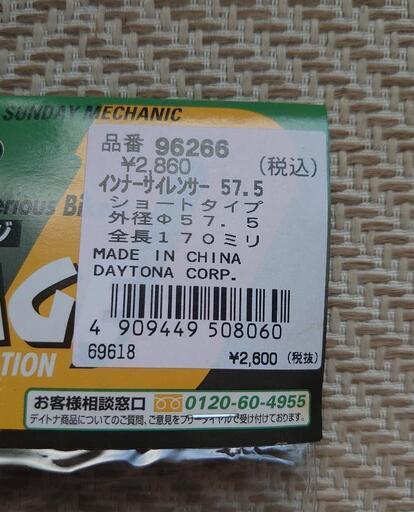 SUNDAY MECHANIC
品番 96266
¥2,860 (税込)
インナーサイレンサー 57.5
ショートタイプ
外径Φ57.5
全長170ミリ
MADE IN CHINA
DAYTONA CORP.
4 909449 508060
69618 ¥2,600 (税抜)
お客様相談窓口 0120-60-4955
デイトナ商品についてのご質問、ご意見をフリーダイヤルで受け付けております。